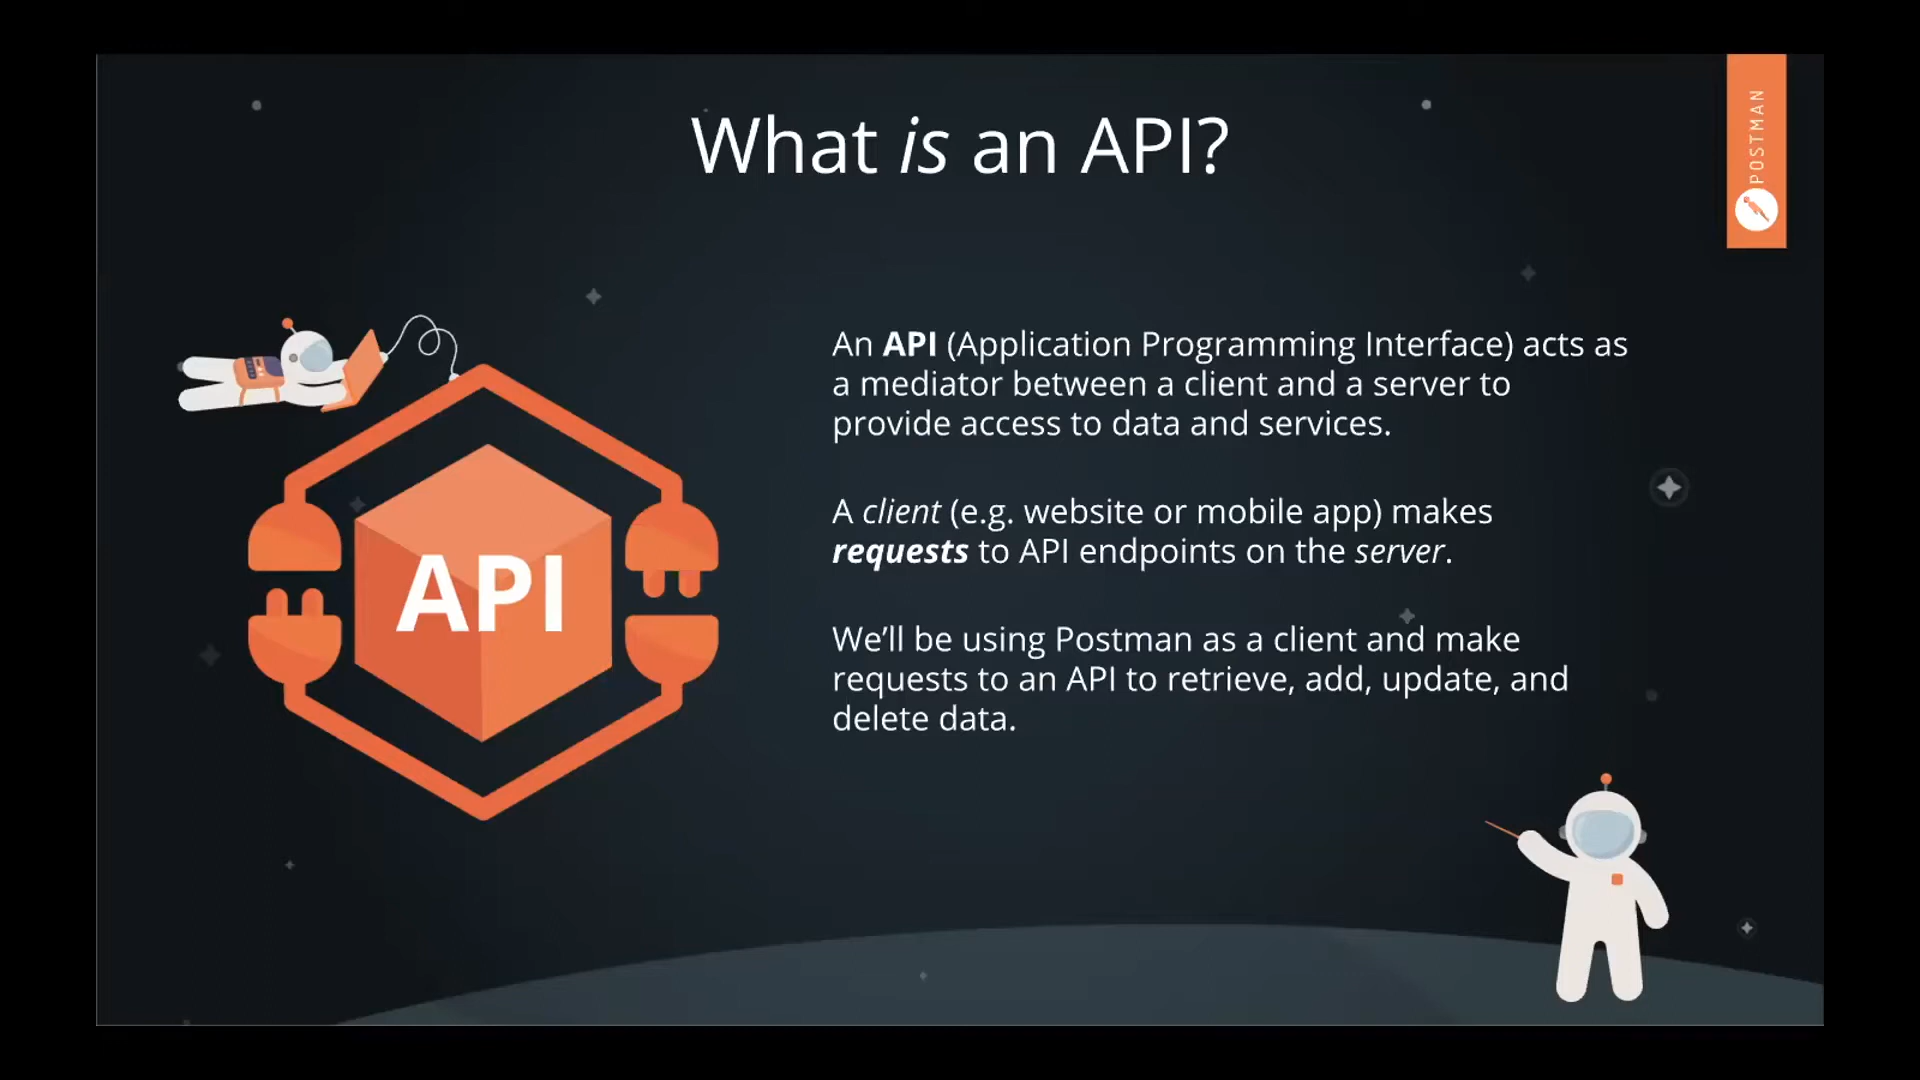 What is an API?
POSTMAN
An API (Application Programming Interface) acts as
a mediator between a client and a server to
provide access to data and services.
A client (e.g. website or mobile app) makes
requests to API endpoints on the server.
We’ll be using Postman as a client and make
requests to an API to retrieve, add, update, and
delete data.
API